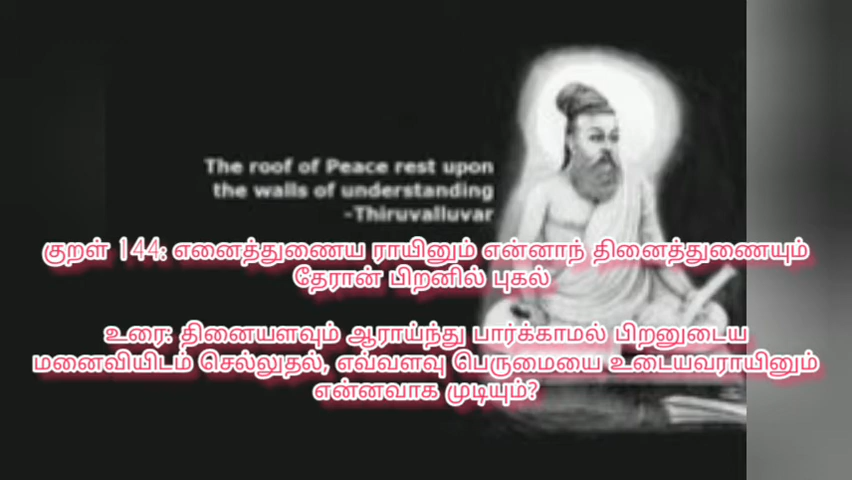 The roof of Peace rest upon
the walls of understanding
-Thiruvalluvar
குறள் 144: எனைத்துணைய ராயினும் என்னாந் தினைத்துணையும்
தேரான் பிறனில் புகல்
உரை: தினையளவும் ஆராய்ந்து பார்க்காமல் பிறனுடைய
மனைவியிடம் செல்லுதல், எவ்வளவு பெருமையை உடையவராயினும்
என்னவாக முடியும்?